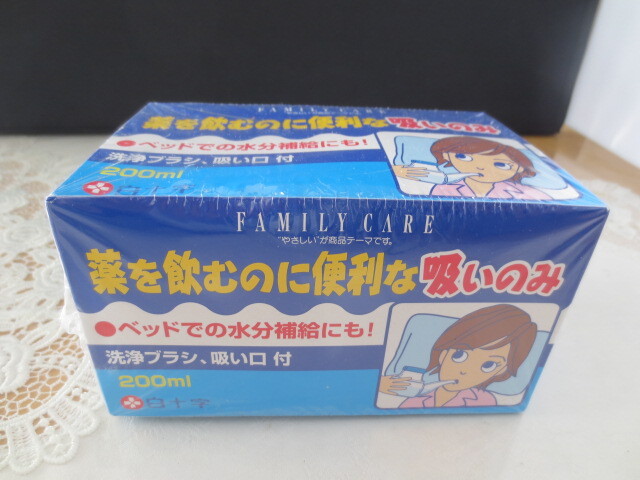 FAMILY CARE
薬を飲むのに便利な吸いのみ
●ベッドでの水分補給にも!
洗浄ブラシ、吸い口 付
200ml
白十字
FAMILY CARE
"やさしい"が商品テーマです。
薬を飲むのに便利な吸いのみ
●ベッドでの水分補給にも!
洗浄ブラシ、吸い口 付
200ml
白十字